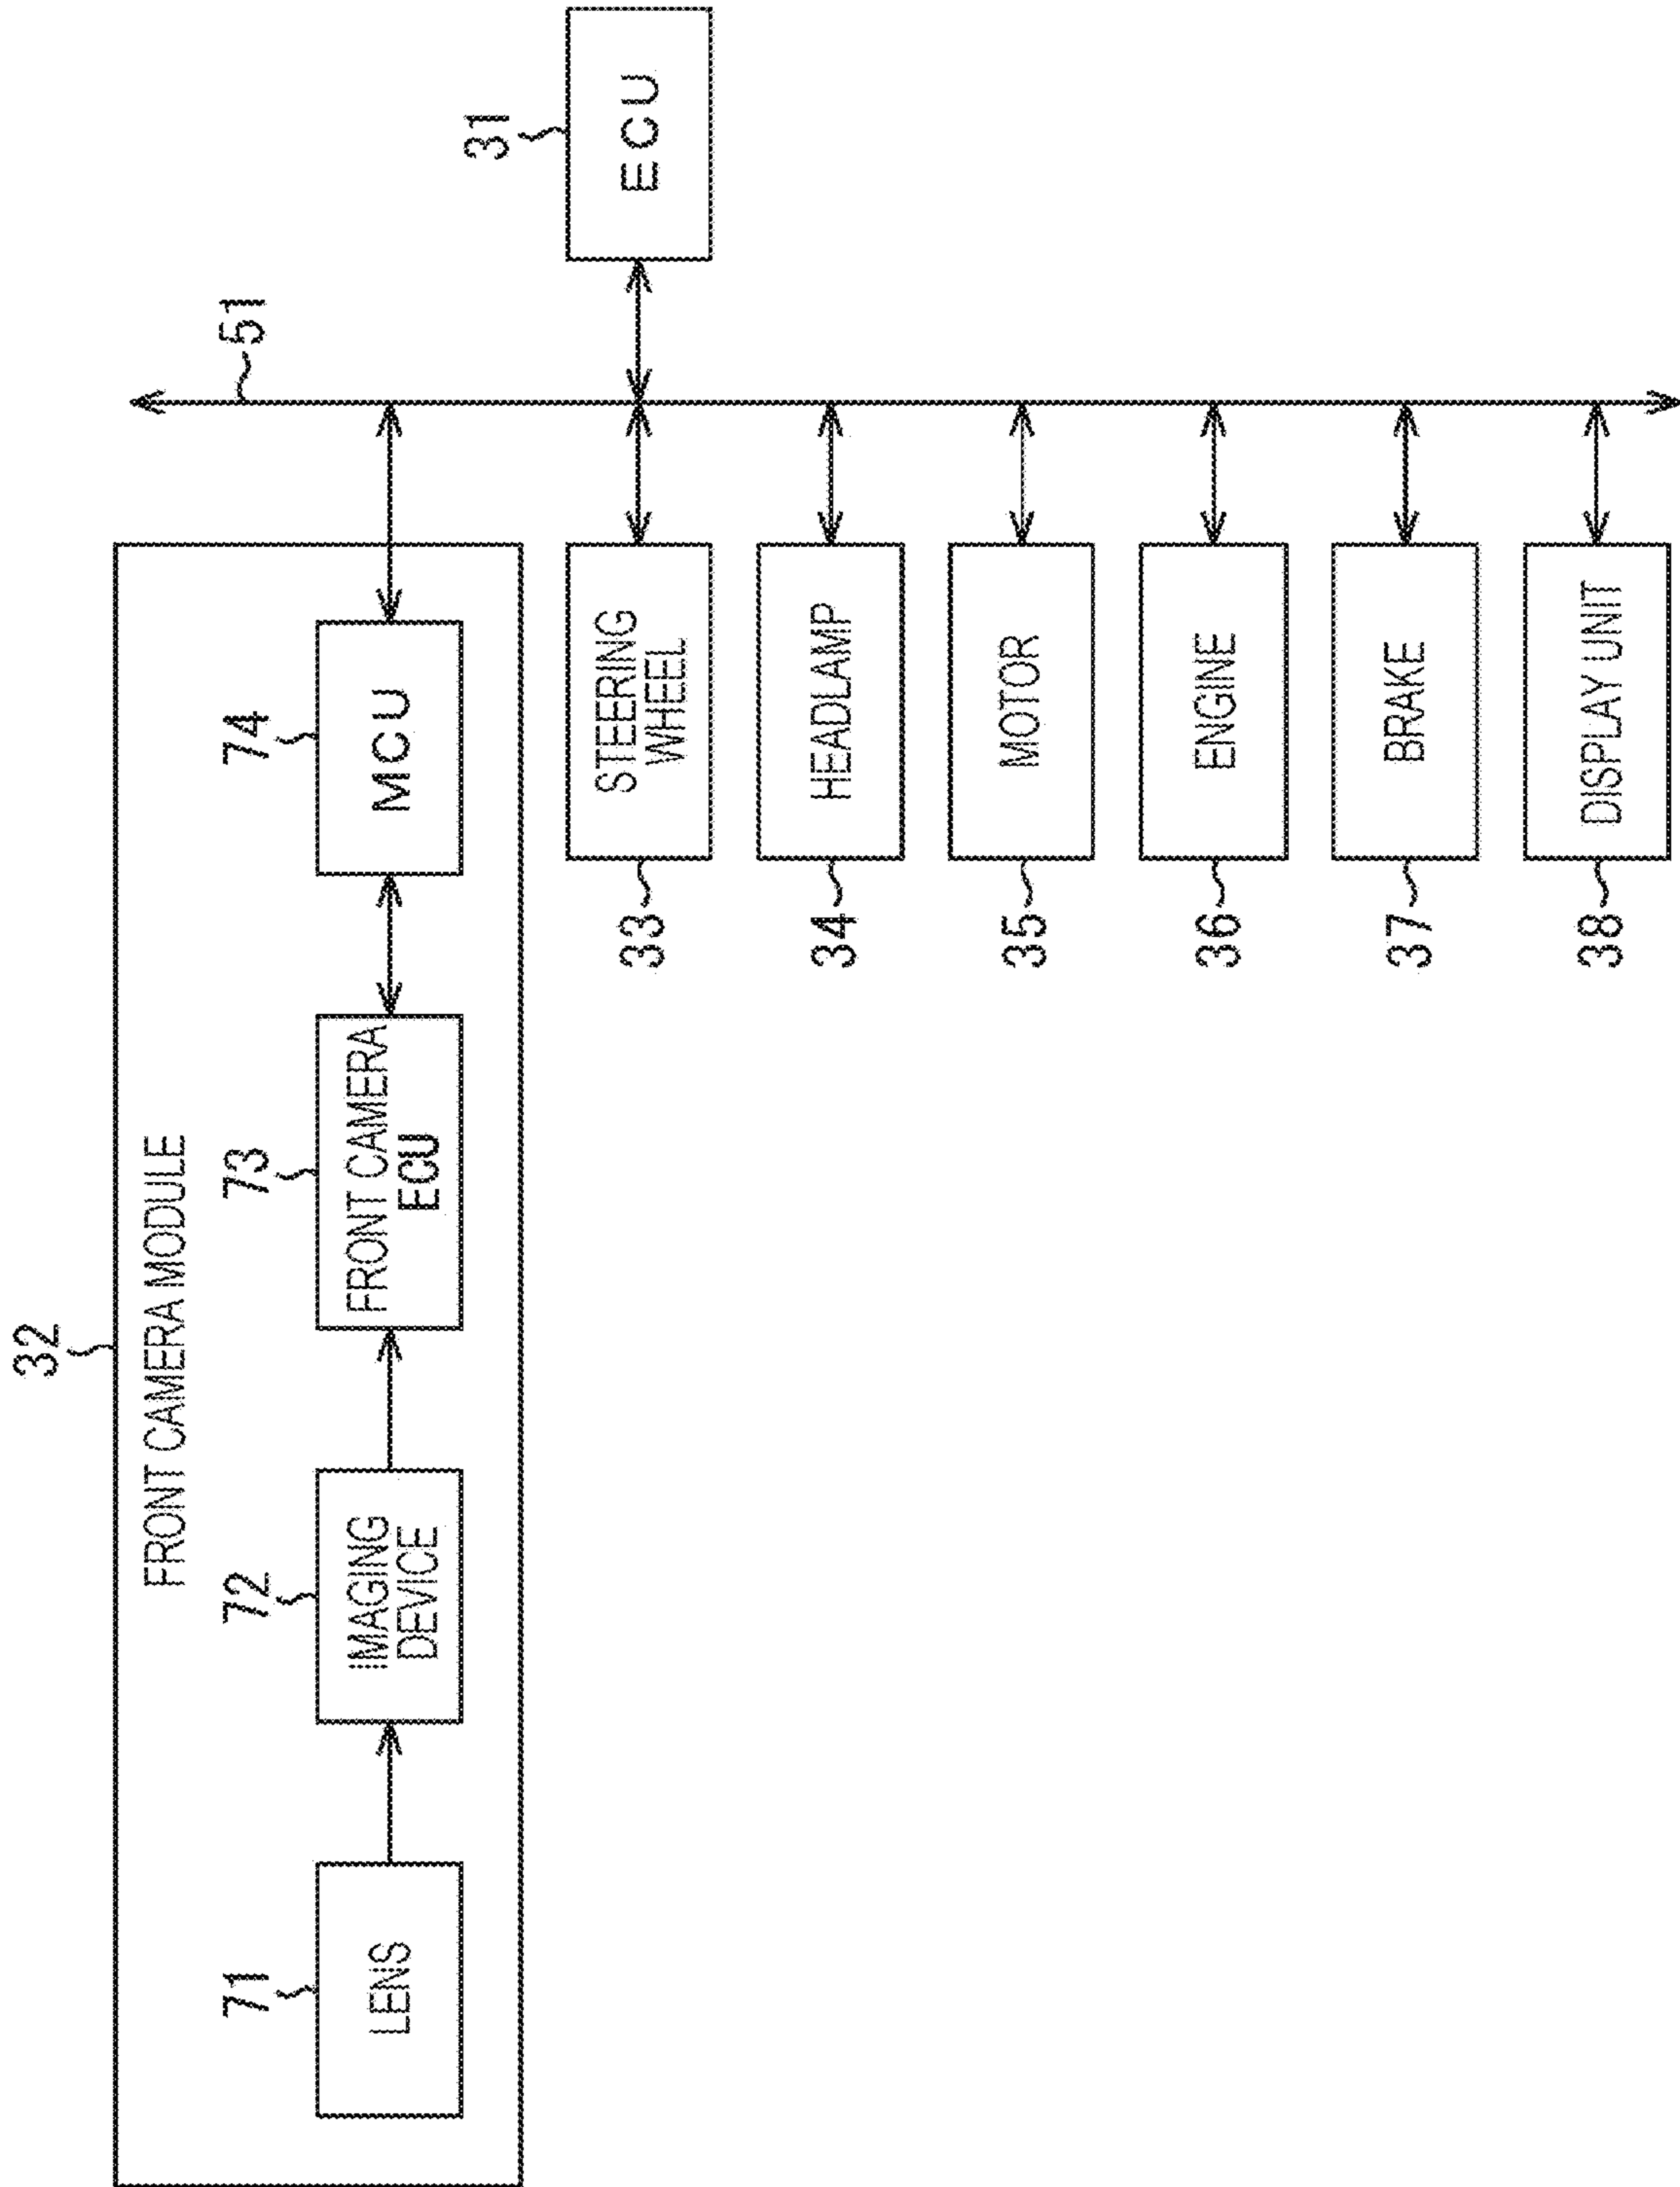 32
FRONT CAMERA MODULE
71
LENS
72
IMAGING
DEVICE
73
FRONT CAMERA
ECU
74
MCU
51
31
ECU
33
STEERING
WHEEL
34
HEADLAMP
35
MOTOR
36
ENGINE
37
BRAKE
38
DISPLAY UNIT